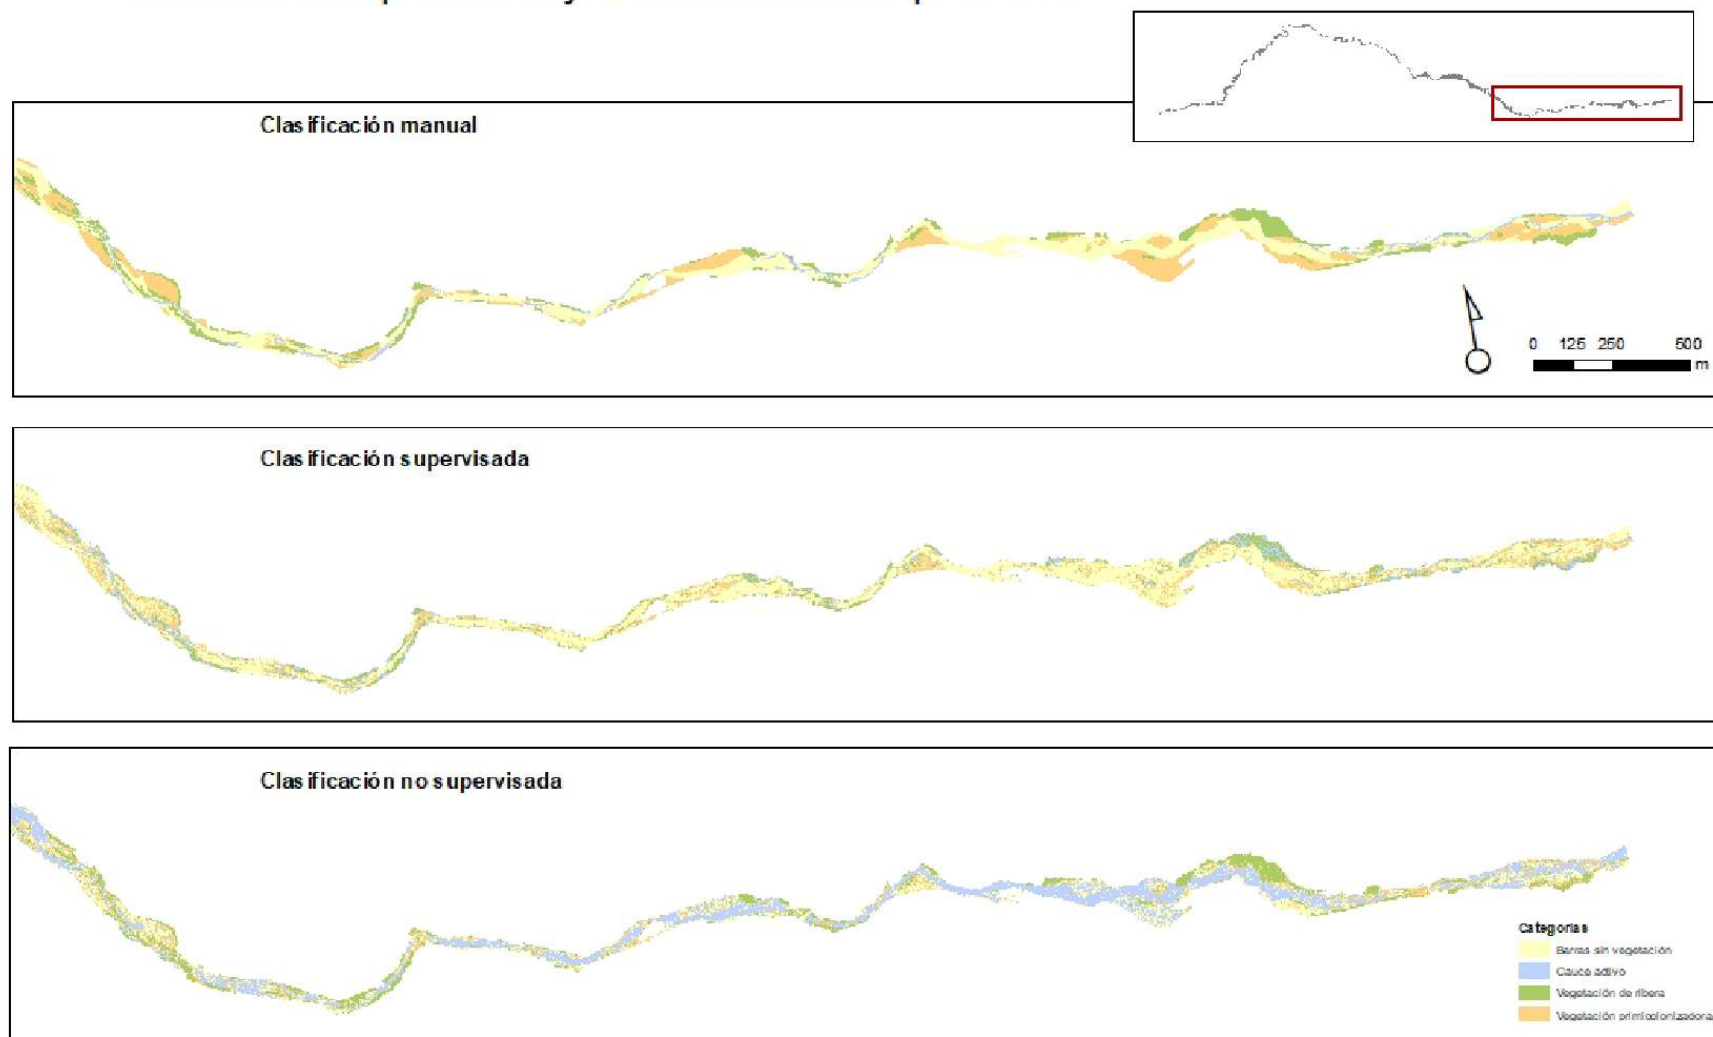 Clasificación manual
0 125 250 500
m
Clasificación supervisada
Clasificación no supervisada
Categorías
Barras sin vegetación
Cauce activo
Vegetación de ribera
Vegetación primicolonizadora